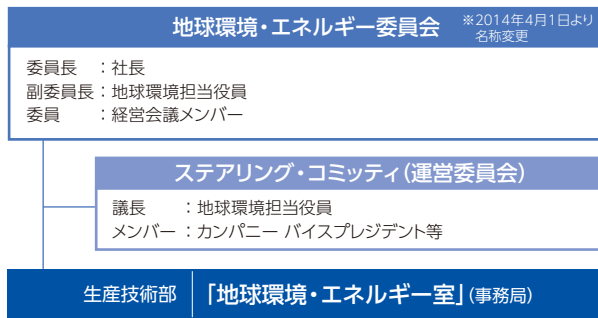 地球環境・エネルギー委員会 ※2014年4月1日より
名称変更
委員長 ：社長
副委員長：地球環境担当役員
委員 ：経営会議メンバー
ステアリング・コミッティ（運営委員会）
議長 ：地球環境担当役員
メンバー：カンパニー バイスプレジデント等
生産技術部 「地球環境・エネルギー室」（事務局）